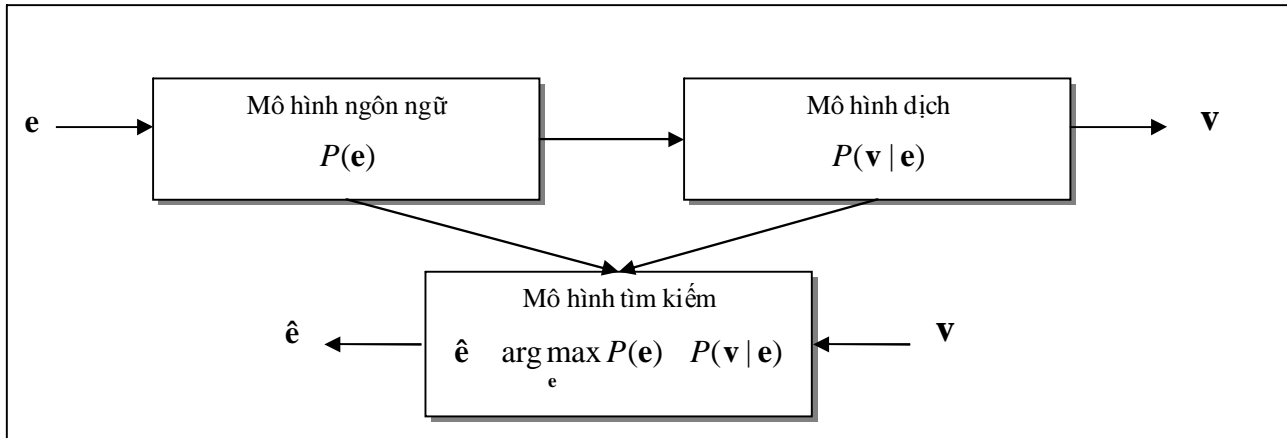 Mô hình ngôn ngữ
Mô hình dịch
e
P(e)
P(v | e)
v
Mô hình tìm kiếm
ê
ê arg max P(e) P(v | e)
e
v